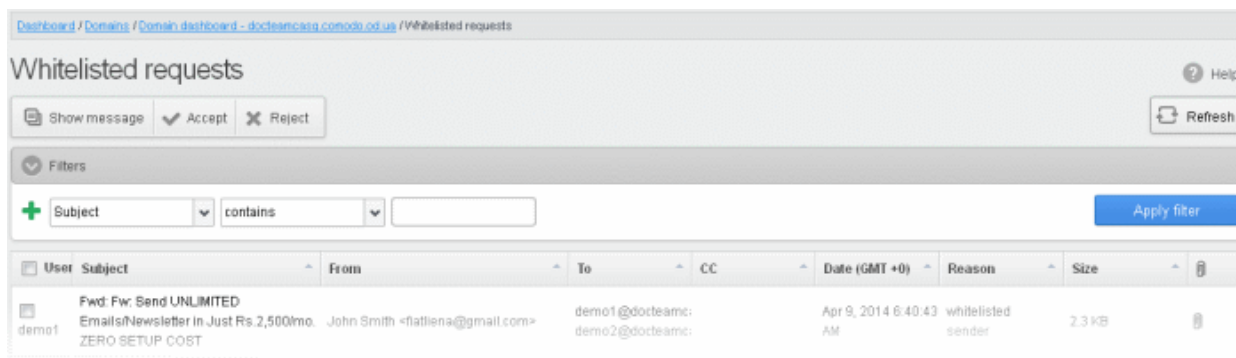 Dashboard / Domains / Domain dashboard - docteamcasg.comodo.od.ua / Whitelisted requests
Whitelisted requests
Help
Show message Accept Reject
Refresh
Filters
Subject contains
Apply filter
User Subject From To CC Date (GMT +0) Reason Size
Fwd: Fw: Send UNLIMITED
Emails/Newsletter in Just Rs.2,500/mo.
ZERO SETUP COST
demo1
John Smith <flatliena@gmail.com>
demo1@docteamc
demo2@docteamc
Apr 9, 2014 6:40:43
AM
whitelisted
sender
2.3 KB